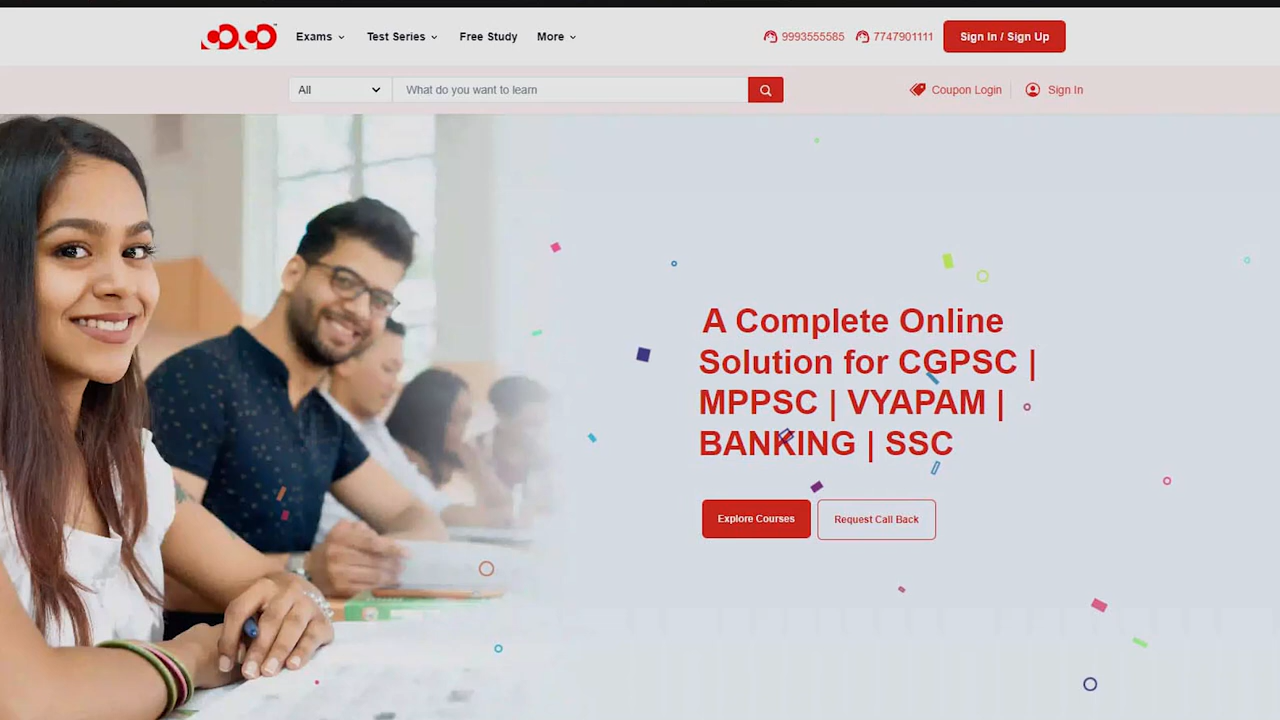 Exams
Test Series
Free Study
More
9993555585
7747901111
Sign In / Sign Up
All
What do you want to learn
Coupon Login
Sign In
A Complete Online
Solution for CGPSC |
MPPSC | VYAPAM |
BANKING | SSC
Explore Courses
Request Call Back